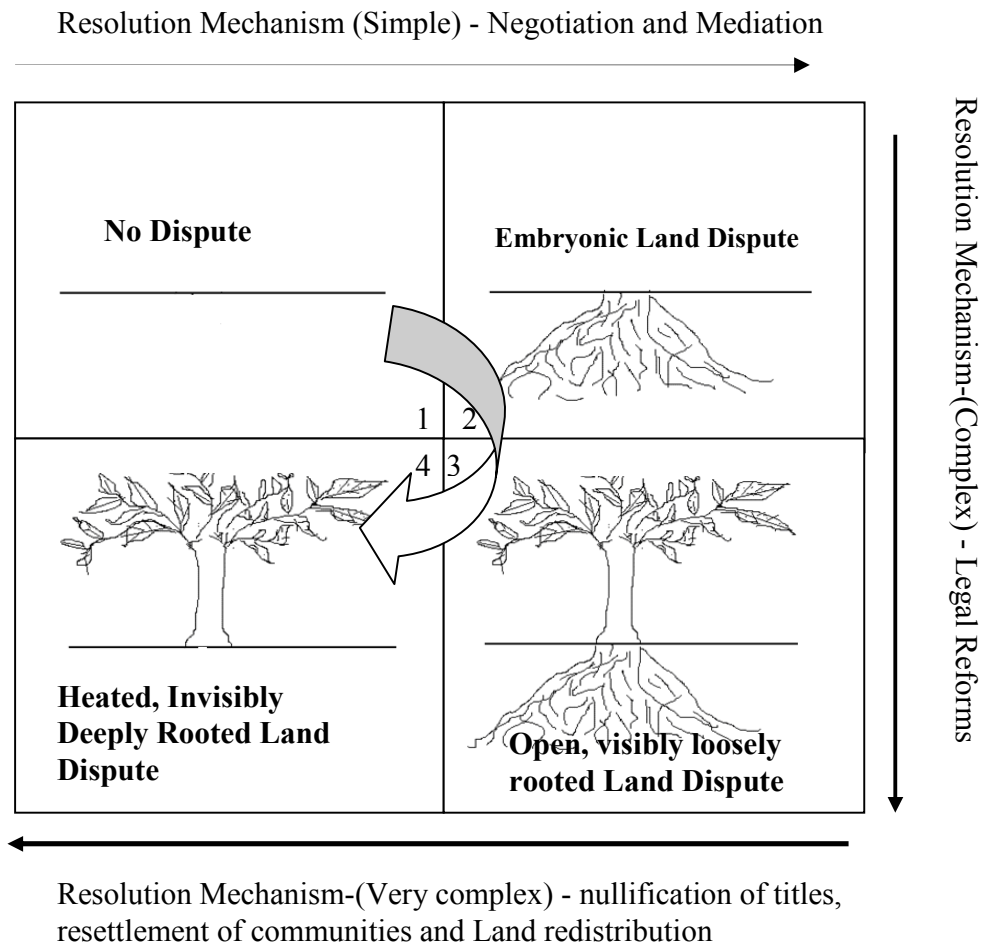 Resolution Mechanism (Simple) - Negotiation and Mediation
No Dispute
Embryonic Land Dispute
1
2
4
3
Heated, Invisibly
Deeply Rooted Land
Dispute
Open, visibly loosely
rooted Land Dispute
Resolution Mechanism-(Complex) - Legal Reforms
Resolution Mechanism-(Very complex) - nullification of titles,
resettlement of communities and Land redistribution